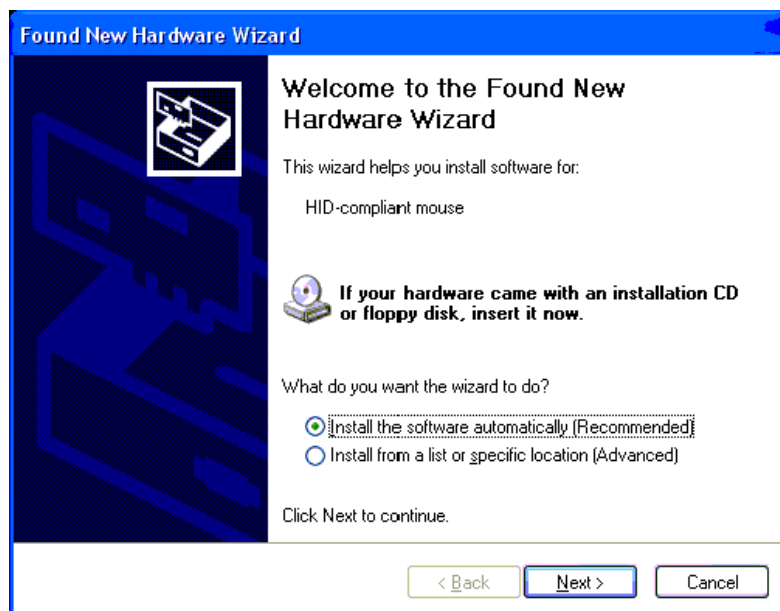 Found New Hardware Wizard
Welcome to the Found New
Hardware Wizard
This wizard helps you install software for:
HID-compliant mouse
If your hardware came with an installation CD
or floppy disk, insert it now.
What do you want the wizard to do?
Install the software automatically (Recommended)
Install from a list or specific location (Advanced)
Click Next to continue.
< Back Next > Cancel